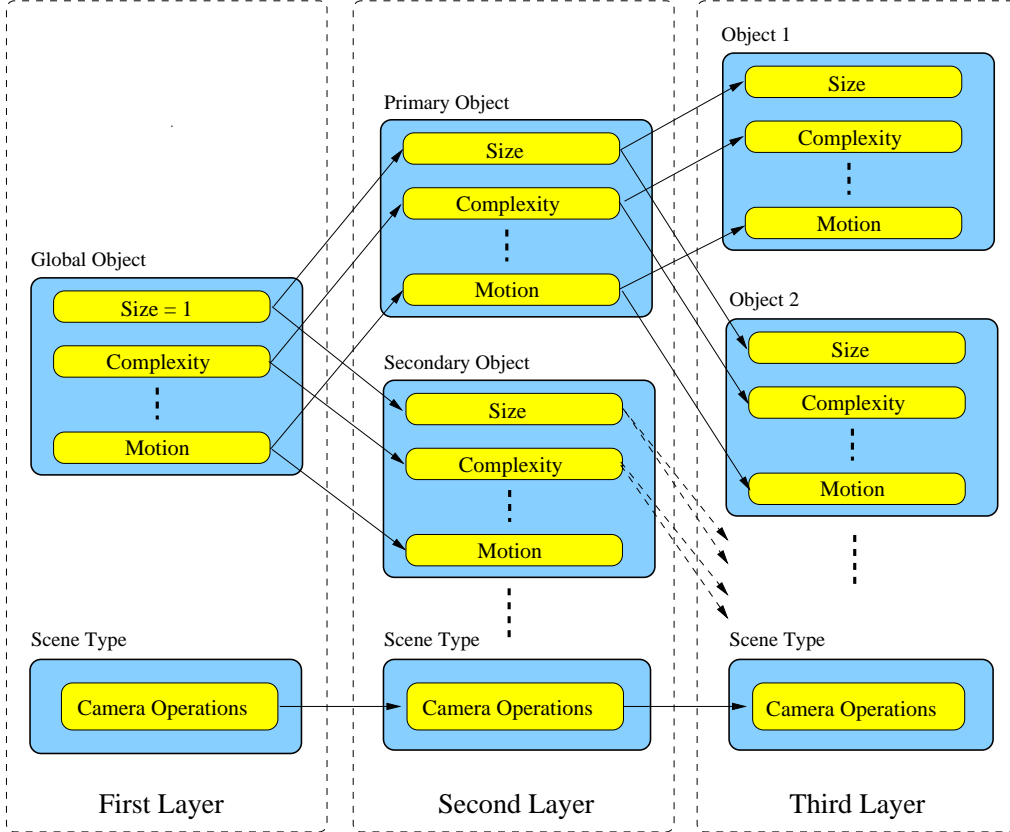 Global Object
Size = 1
Complexity
Motion
Scene Type
Camera Operations
First Layer
Primary Object
Size
Complexity
Motion
Secondary Object
Size
Complexity
Motion
Scene Type
Camera Operations
Second Layer
Object 1
Size
Complexity
Motion
Object 2
Size
Complexity
Motion
Scene Type
Camera Operations
Third Layer